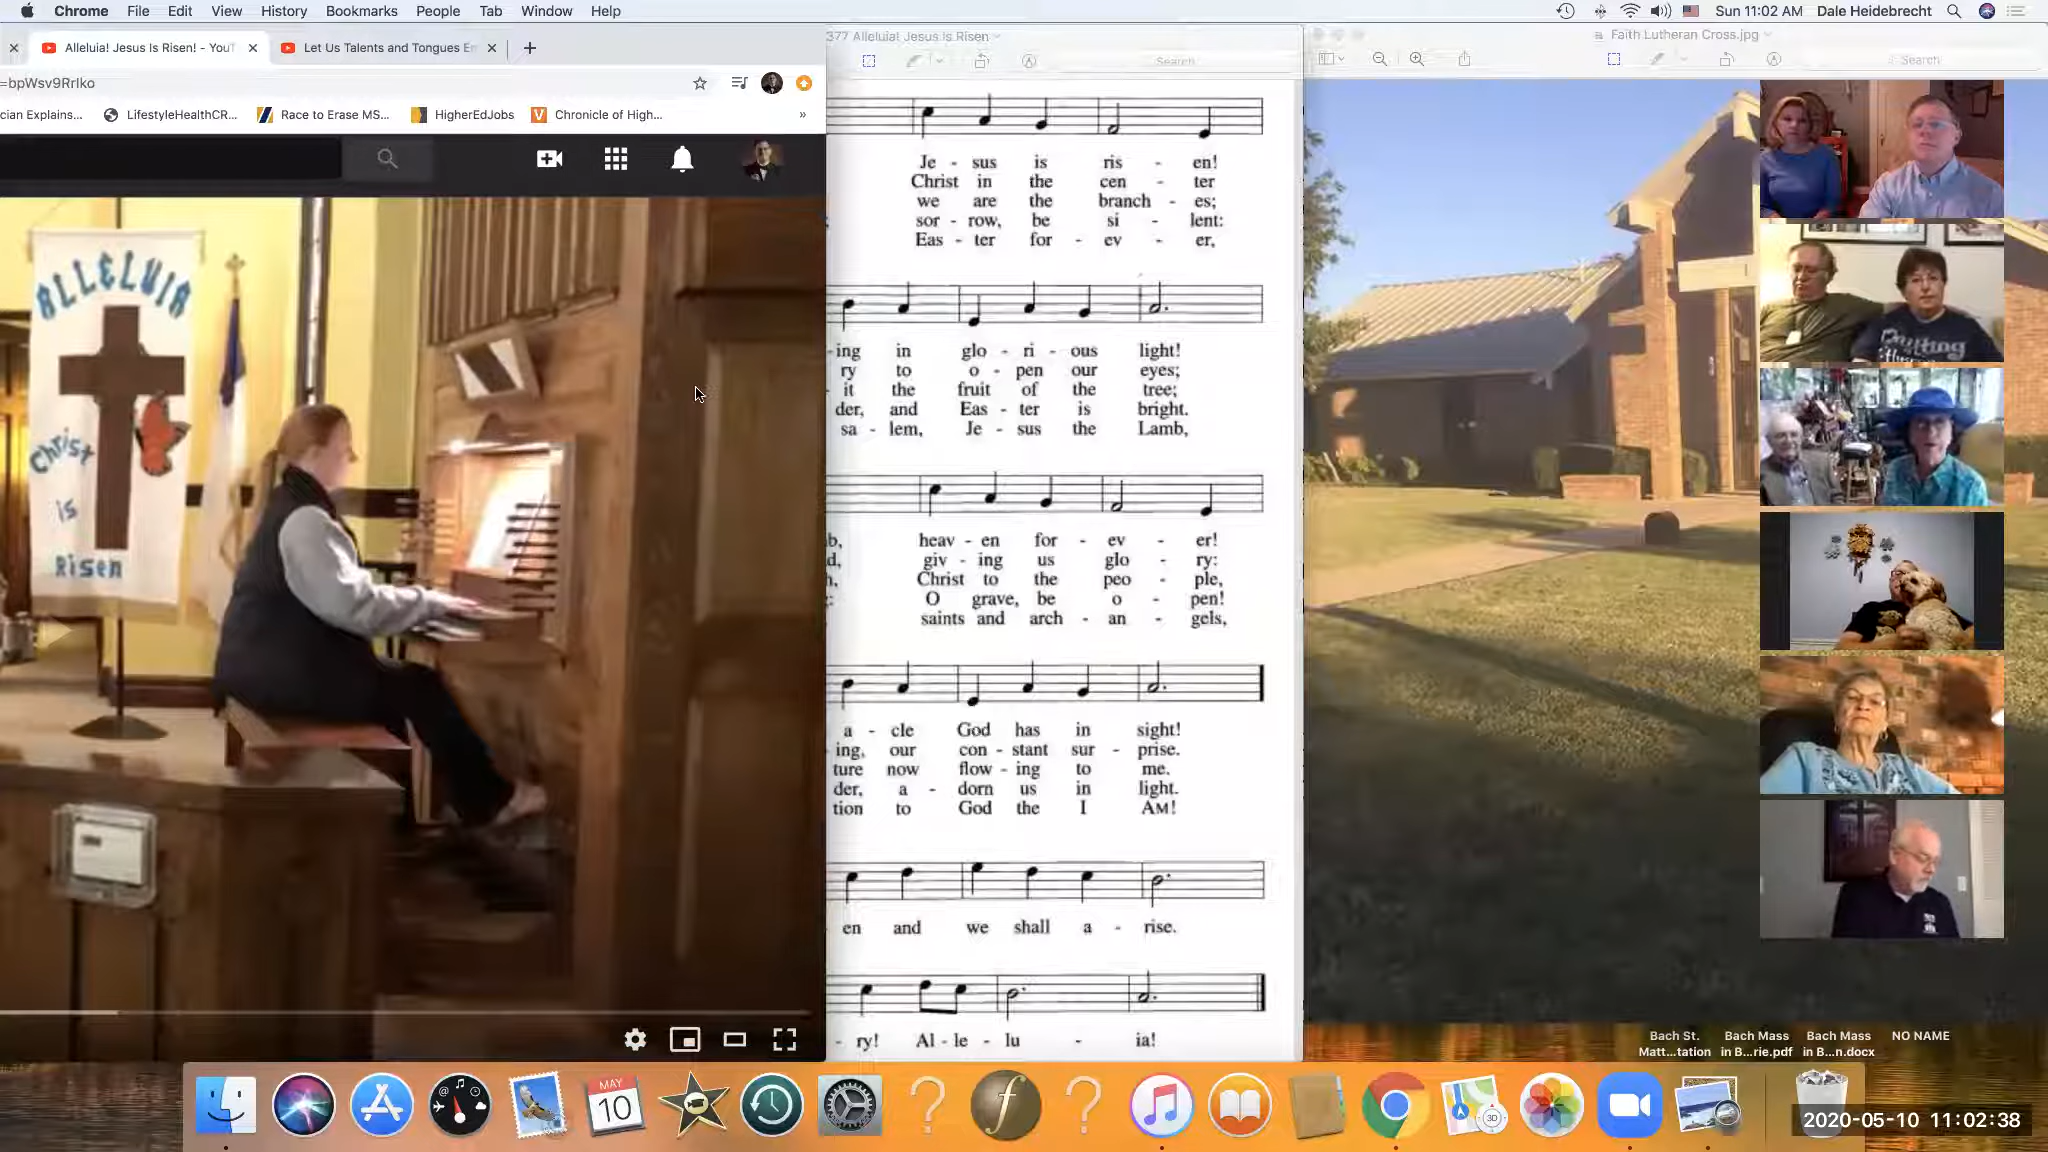 Chrome File Edit View History Bookmarks People Tab Window Help
Sun 11:02 AM Dale Heidebrecht
Alleluia! Jesus Is Risen! - YouT
Let Us Talents and Tongues E
=bpWsv9RrIko
cian Explains...
LifestyleHealthCR...
Race to Erase MS...
HigherEdJobs
Chronicle of High...
»
ALLELUIA
Christ
is
Risen
377 Alleluia! Jesus Is Risen
Search
Je - sus is ris - en!
Christ in the cen - ter
we are the branch - es;
sor - row, be si - lent:
Eas - ter for - ev - er,
-ing in glo - ri - ous light!
ry to o - pen our eyes;
it the fruit of the tree;
der, and Eas - ter is bright.
sa - lem, Je - sus the Lamb,
b, heav - en for - ev - er!
d, giv - ing us glo - ry:
h, Christ to the peo - ple,
O grave, be o - pen!
saints and arch - an - gels,
a - cle God has in sight!
ing, our con - stant sur - prise.
ture now flow - ing to me.
der, a - dorn us in light.
tion to God the I AM!
en and we shall a - rise.
- ry! Al - le - lu - ia!
Faith Lutheran Cross.jpg
Search
Bach St. Matt...tation
Bach Mass in B...rie.pdf
Bach Mass in B...n.docx
NO NAME
MAY
10
f
3D
2020-05-10 11:02:38